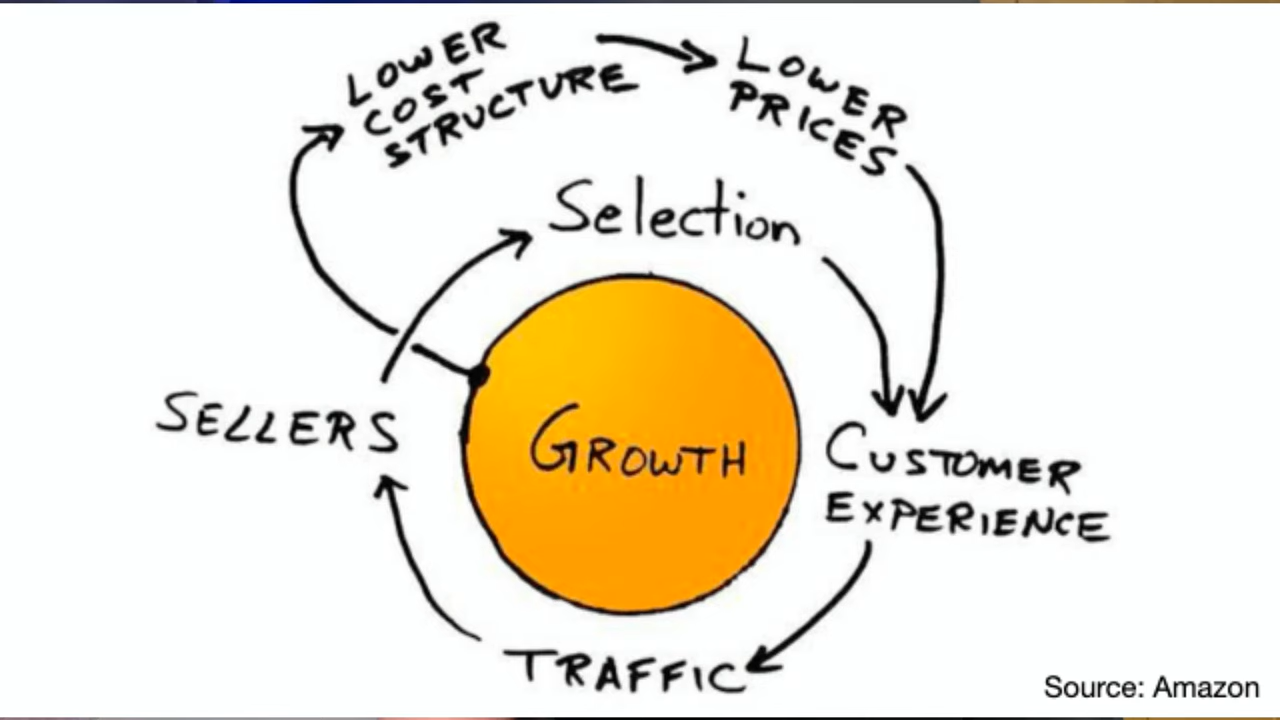 LOWER
COST
STRUCTURE
LOWER
PRICES
Selection
SELLERS
GROWTH
CUSTOMER
EXPERIENCE
TRAFFIC
Source: Amazon